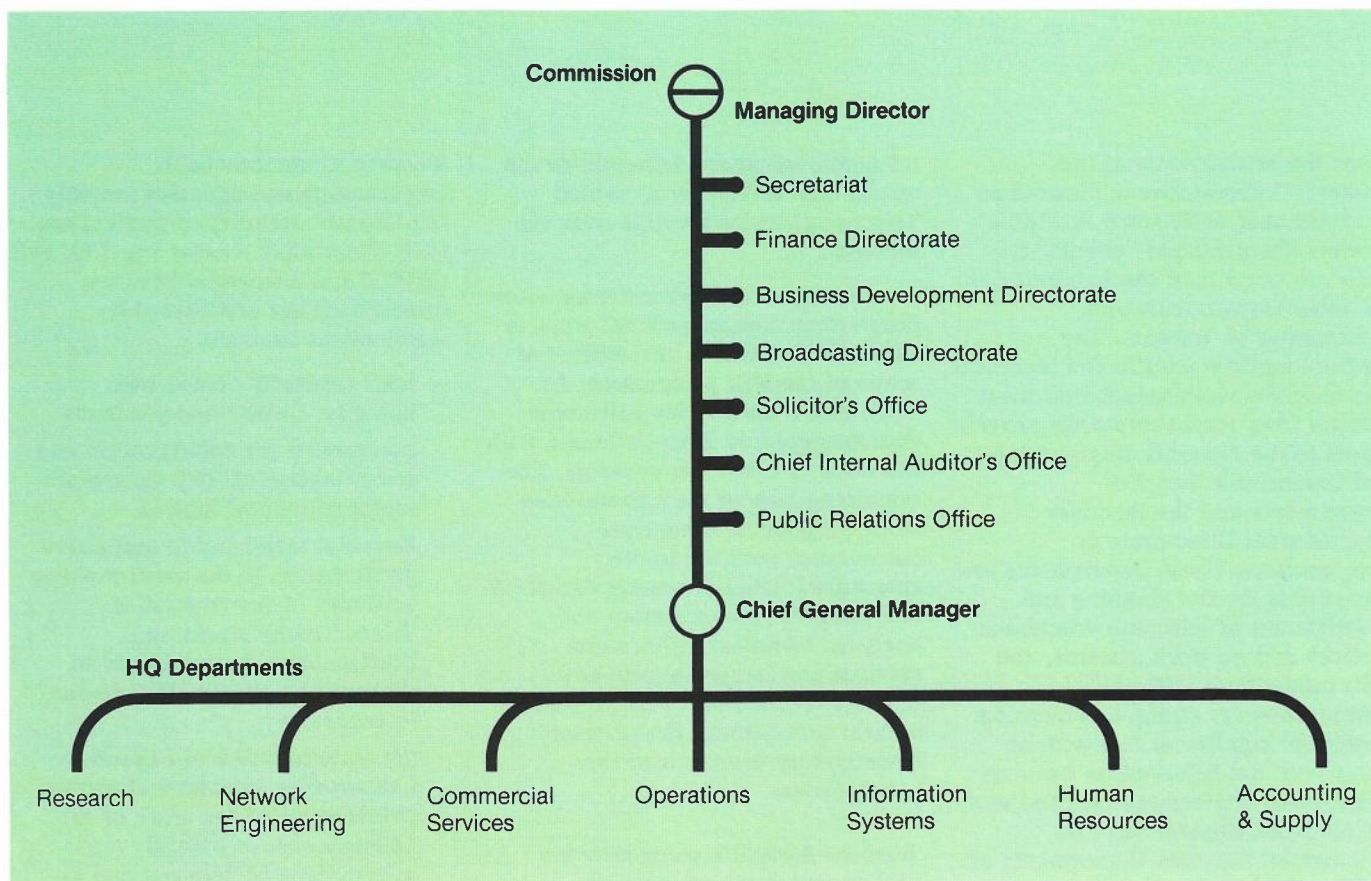 Commission
Managing Director
Secretariat
Finance Directorate
Business Development Directorate
Broadcasting Directorate
Solicitor's Office
Chief Internal Auditor's Office
Public Relations Office
Chief General Manager
HQ Departments
Research
Network
Engineering
Commercial
Services
Operations
Information
Systems
Human
Resources
Accounting
& Supply